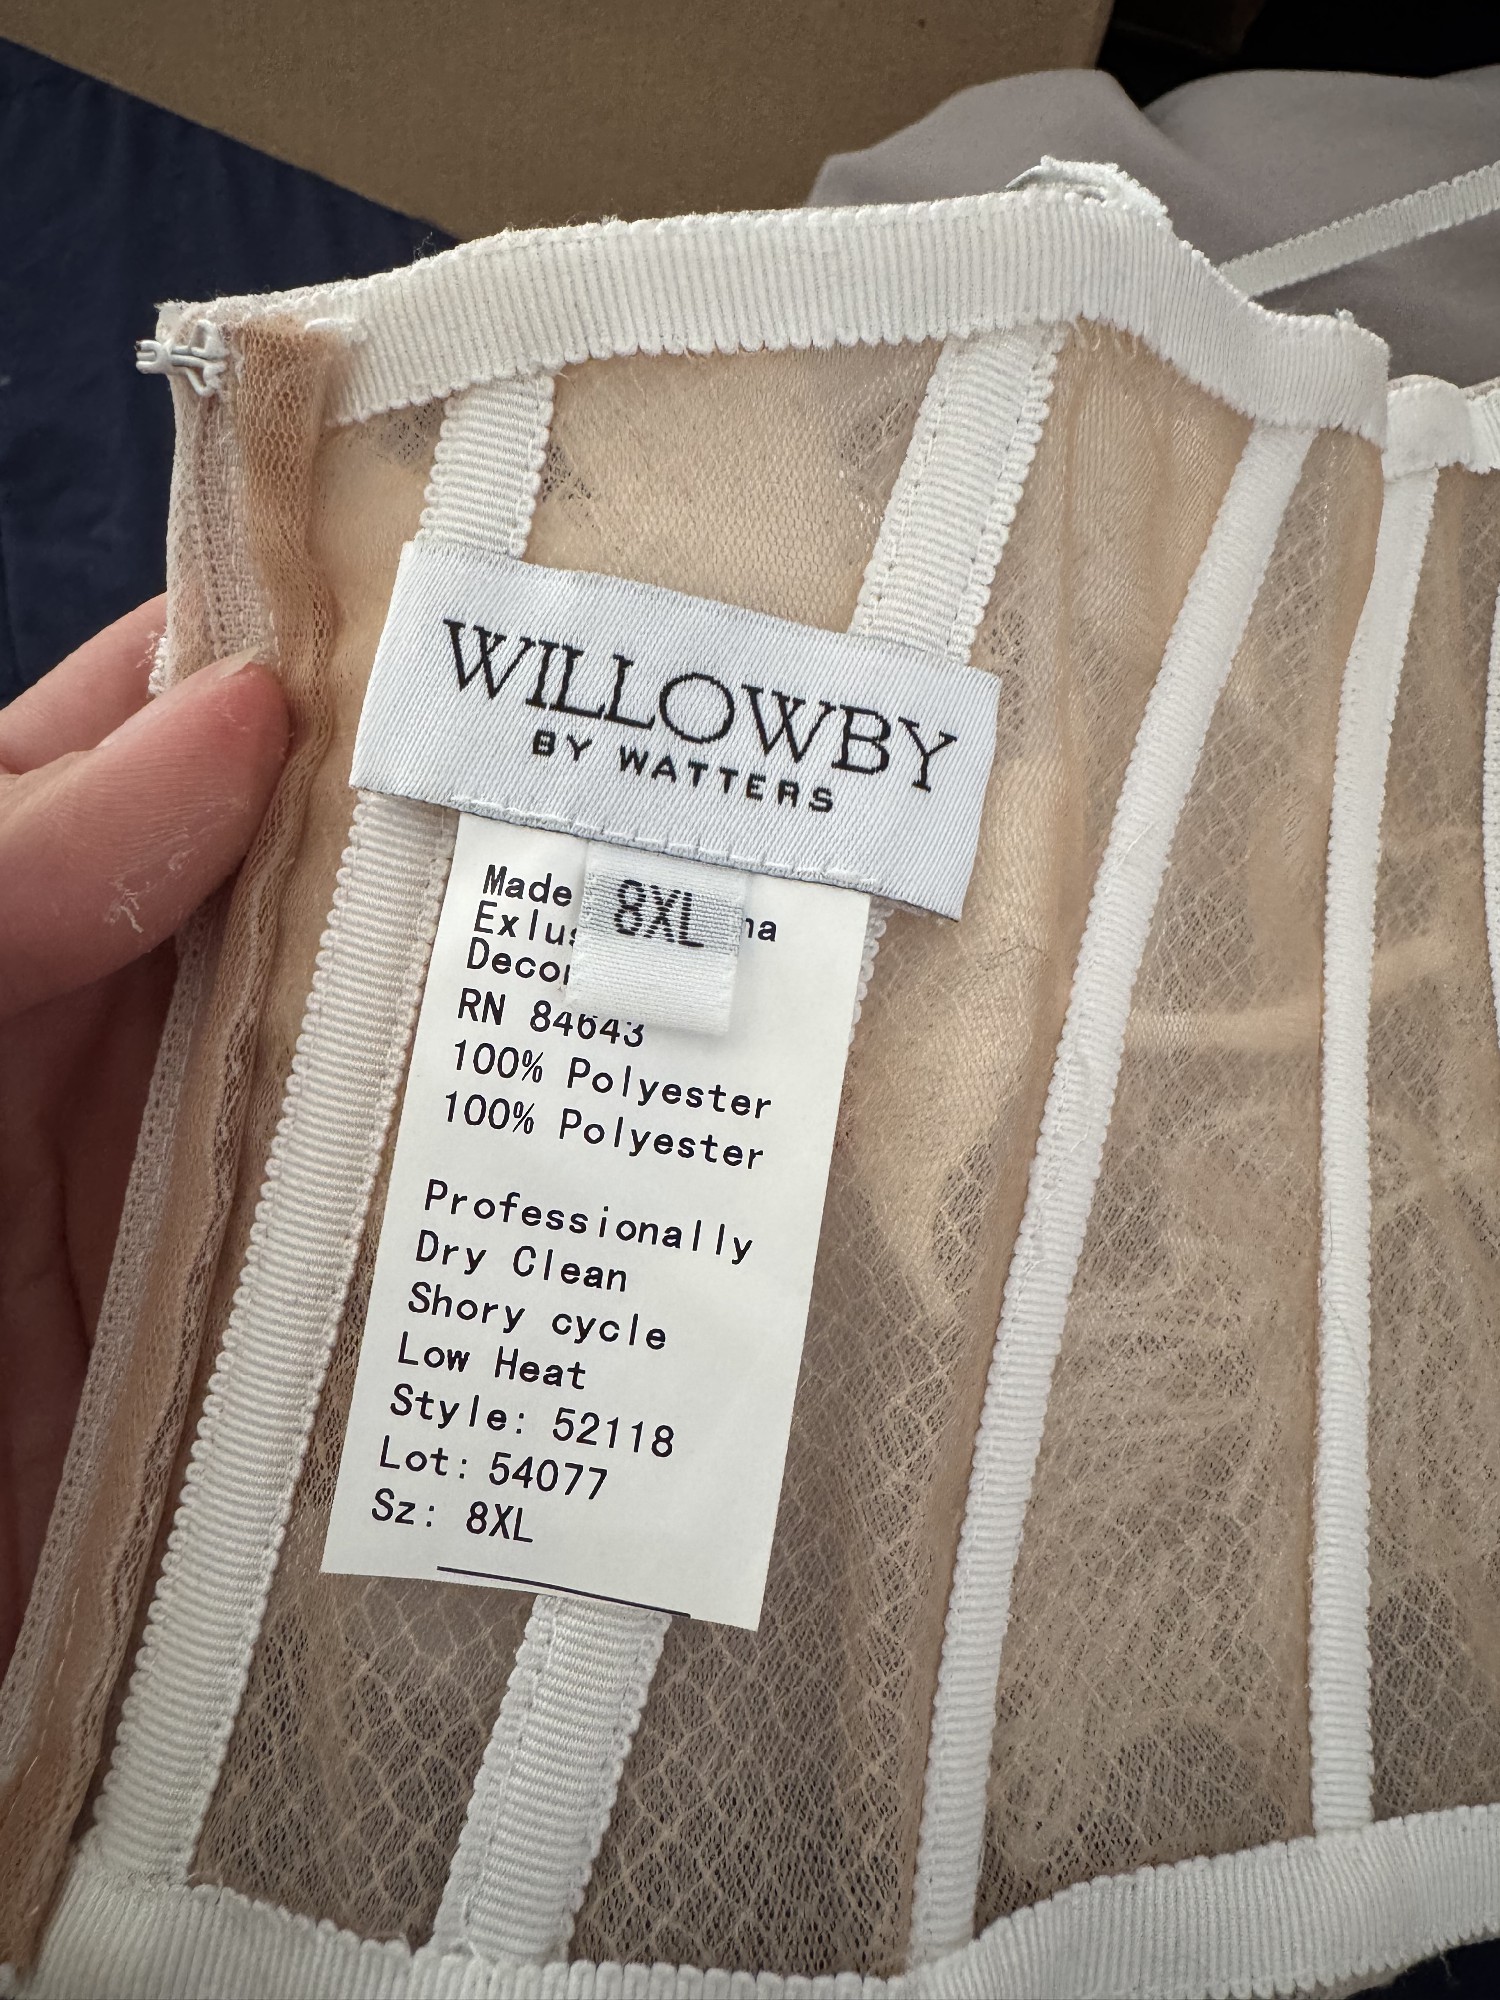 WILLOWBY
BY WATTERS
8XL
Made
RN 84643
100% Polyester
100% Polyester
Professionally
Dry Clean
Shory cycle
Low Heat
Style: 52118
Lot: 54077
Sz: 8XL